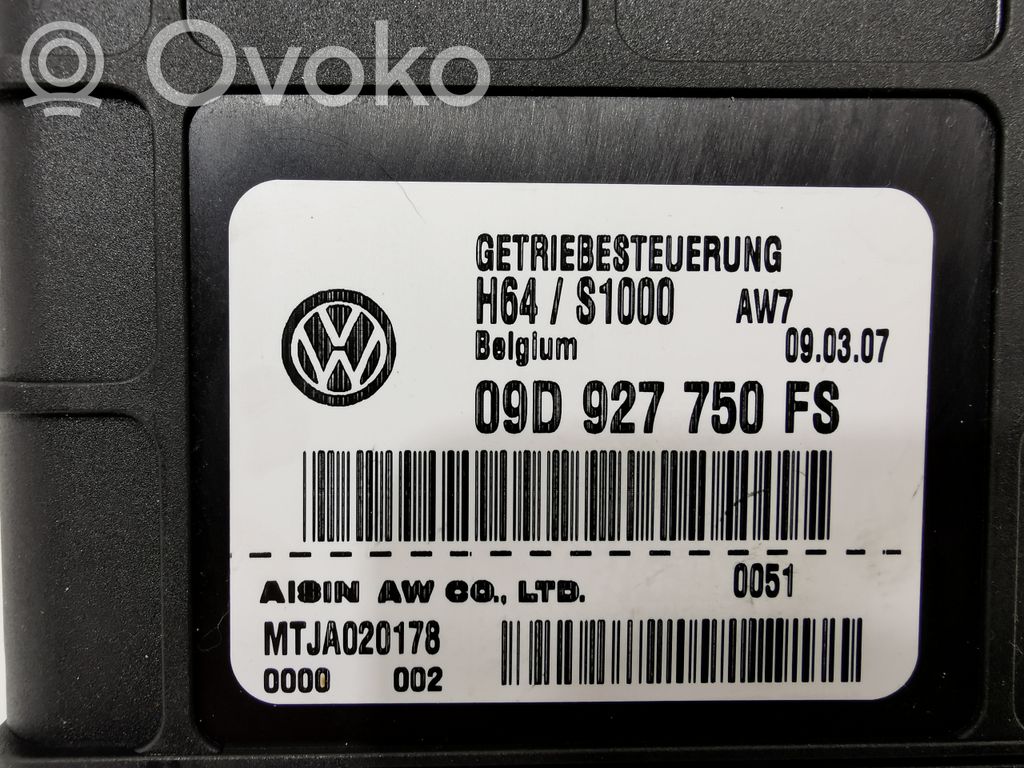 Ovoko
GETRIEBESTEUERUNG
H64 / S1000 AW7
Belgium 09.03.07
09D 927 750 FS
AISIN AW CO., LTD. 0051
MTJA020178
0000 002